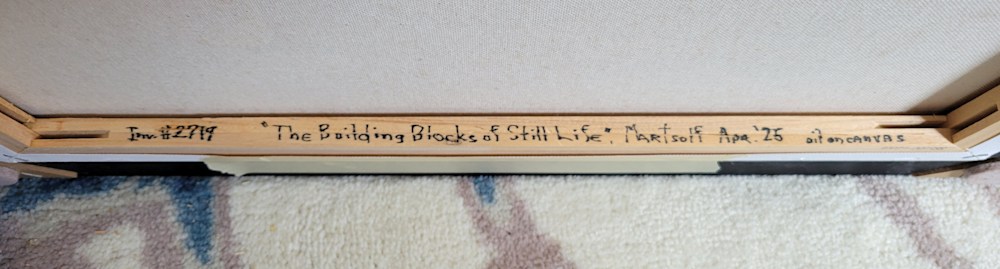 Inv.#2719 "The Building Blocks of Still Life", Martsolf Apr. '25 oil on canvas